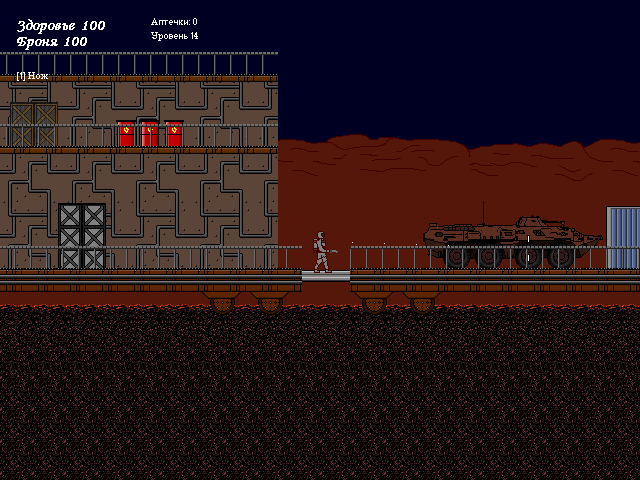 Здоровье 100
Броня 100
Аптечки: 0
Уровень 14
[1] Нож